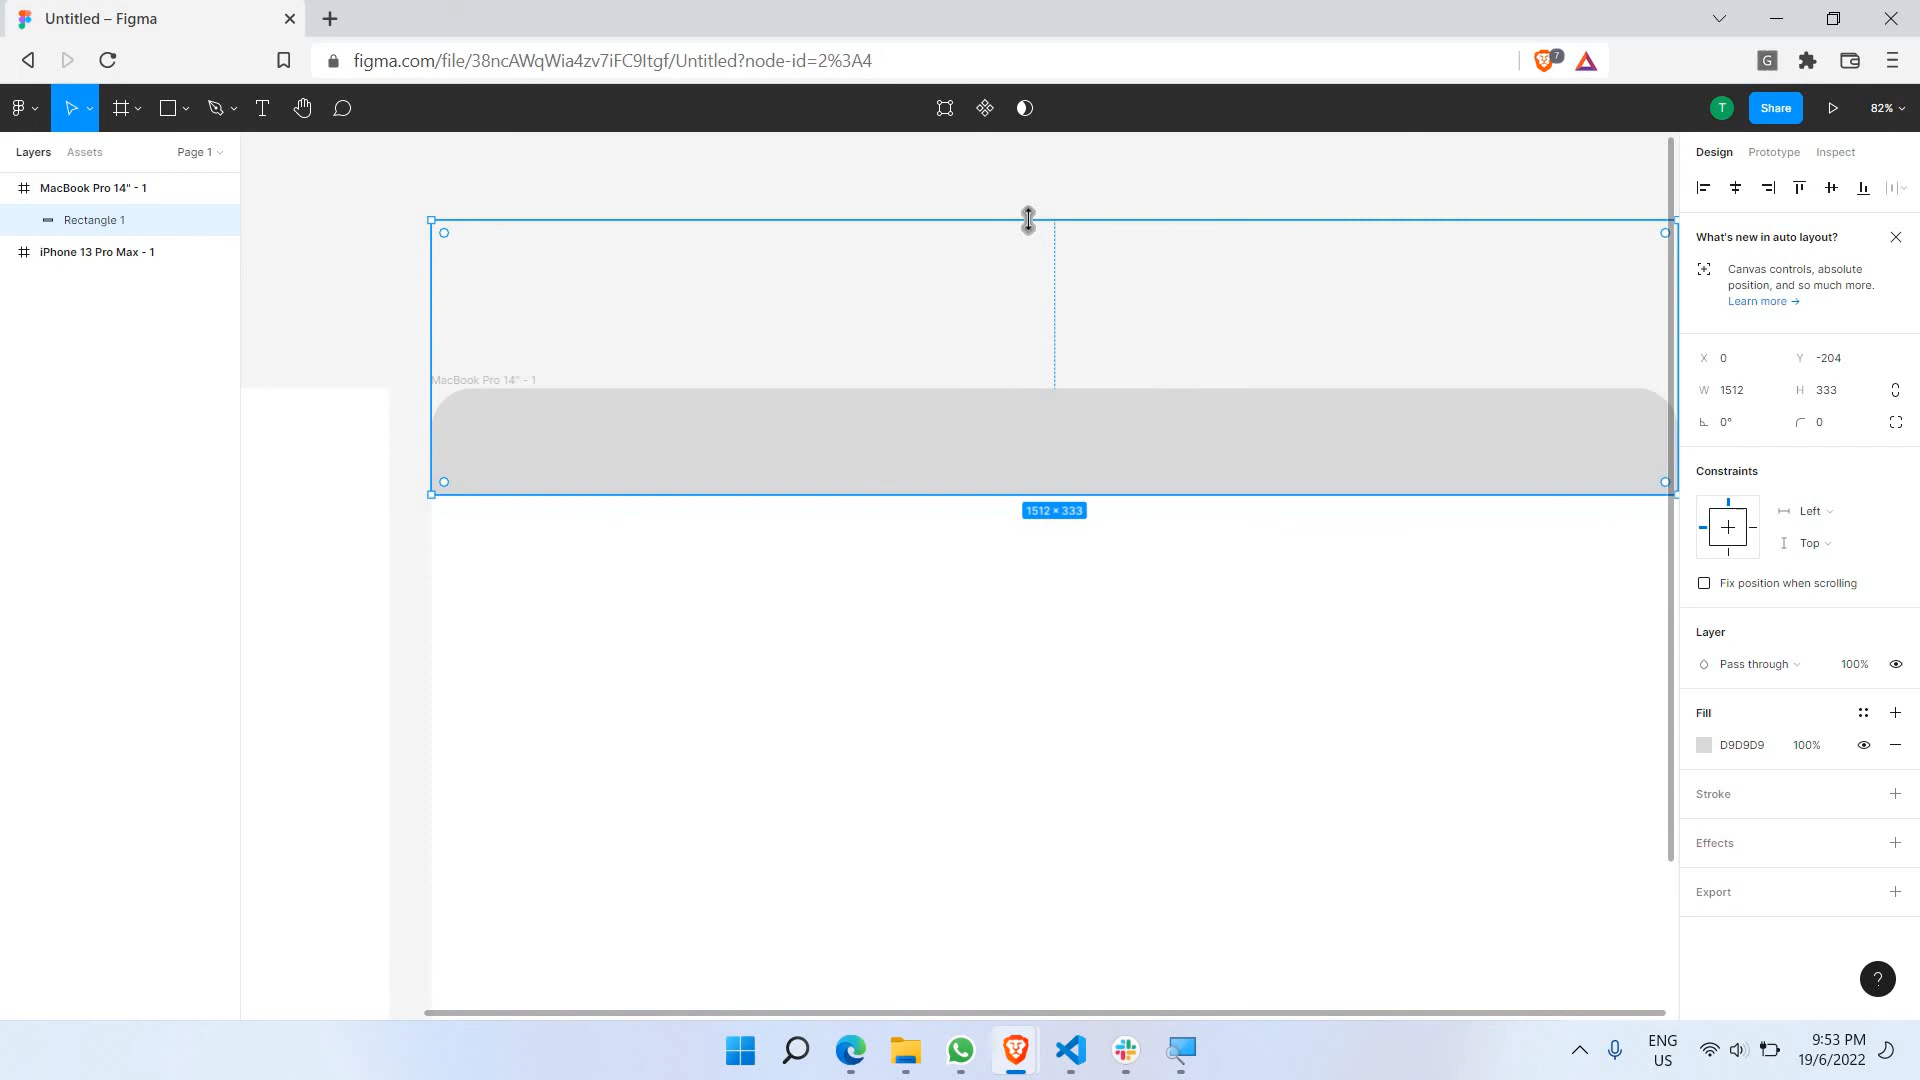 Untitled – Figma
figma.com/file/38ncAWqWia4zv7iFC9ltgf/Untitled?node-id=2%3A4
7
G
T
Share
82%
Layers
Assets
Page 1
MacBook Pro 14" - 1
Rectangle 1
iPhone 13 Pro Max - 1
MacBook Pro 14" - 1
1512 × 333
Design
Prototype
Inspect
What's new in auto layout?
Canvas controls, absolute
position, and so much more.
Learn more →
X 0 Y -204
W 1512 H 333
0° 0
Constraints
Left
Top
Fix position when scrolling
Layer
Pass through 100%
Fill
D9D9D9 100%
Stroke
Effects
Export
?
ENG
US
9:53 PM
19/6/2022